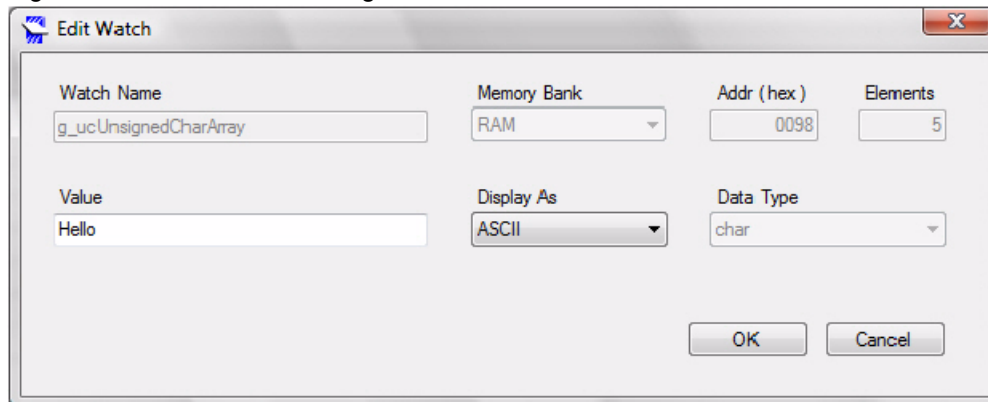 Edit Watch
Watch Name Memory Bank Addr (hex) Elements
g_ucUnsignedCharArray RAM 0098 5
Value Display As Data Type
Hello ASCII char
OK Cancel